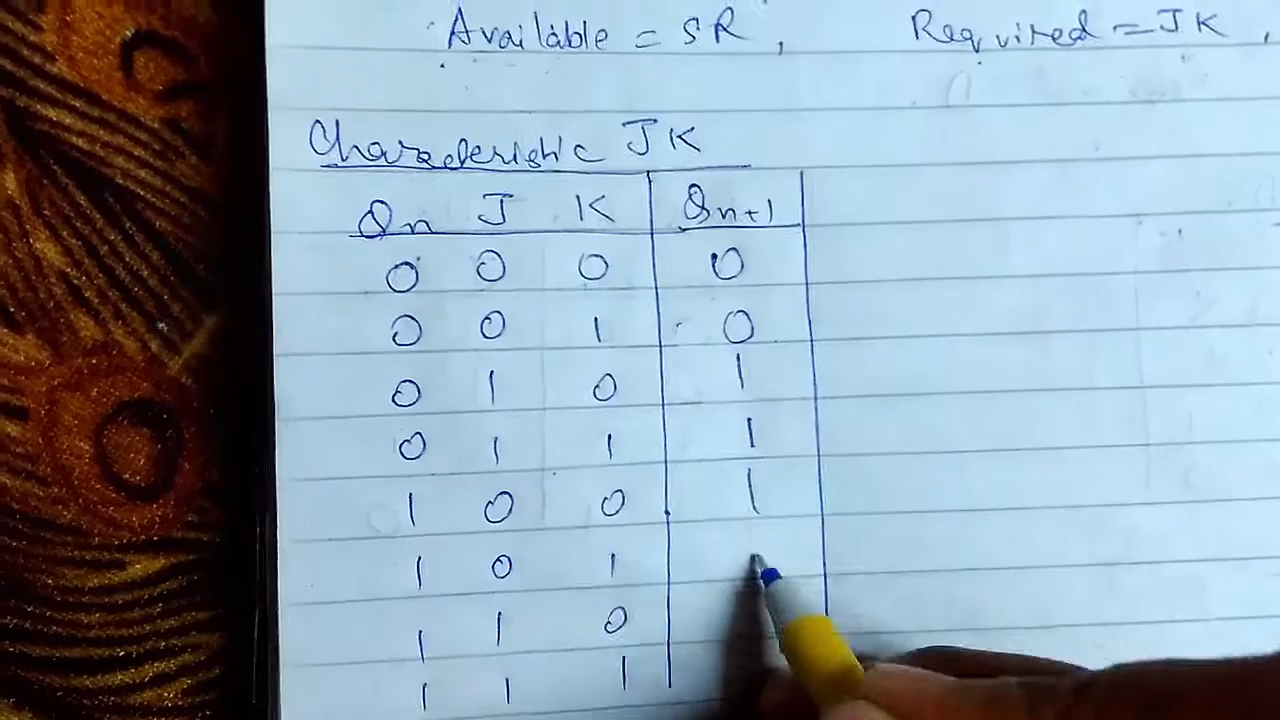 Available = SR, Required = JK,
Characteristic JK
Qn J K Qn+1
0 0 0 0
0 0 1 0
0 1 0 1
0 1 1 1
1 0 0 1
1 0 1
1 1 0
1 1 1